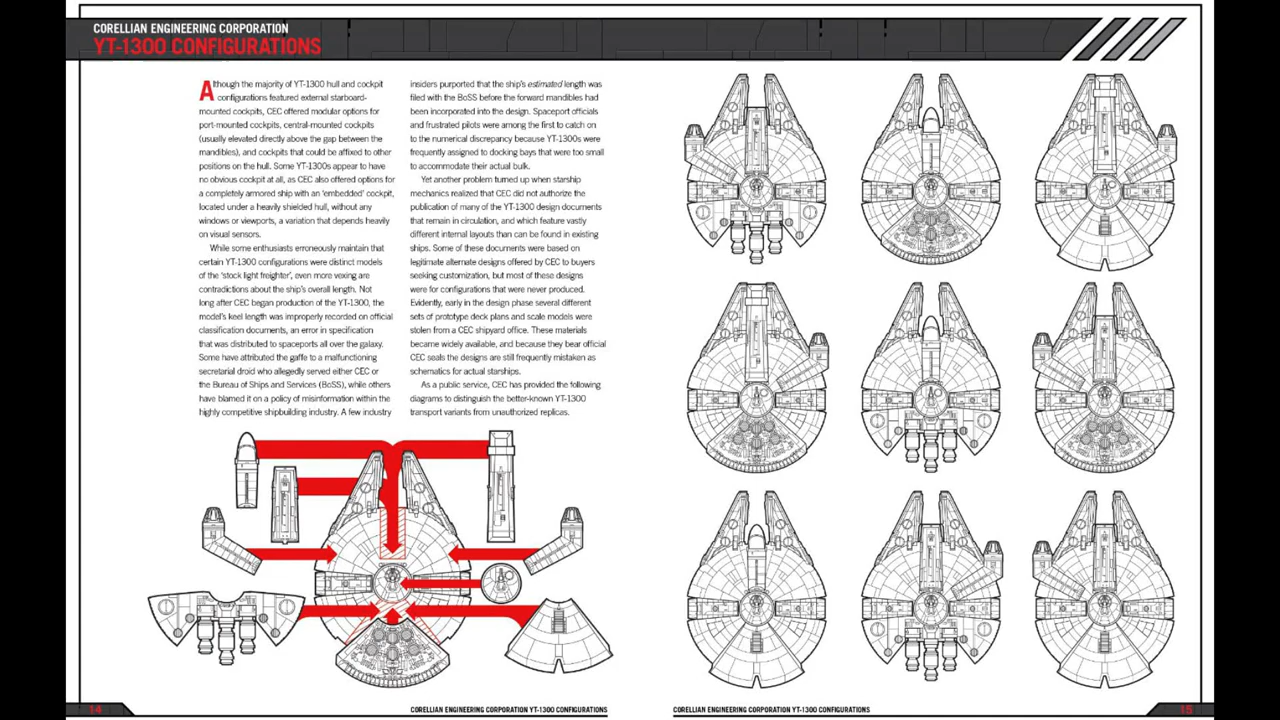 CORELLIAN ENGINEERING CORPORATION
YT-1300 CONFIGURATIONS
Although the majority of YT-1300 hull and cockpit
configurations featured external starboard-
mounted cockpits, CEC offered modular options for
port-mounted cockpits, central-mounted cockpits
(usually elevated directly above the gap between the
mandibles), and cockpits that could be affixed to other
positions on the hull. Some YT-1300s appear to have
no obvious cockpit at all, as CEC also offered options for
a completely armored ship with an 'embedded' cockpit,
located under a heavily shielded hull, without any
windows or viewports, a variation that depends heavily
on visual sensors.
While some enthusiasts erroneously maintain that
certain YT-1300 configurations were distinct models
of the 'stock light freighter', even more vexing are
contradictions about the ship's overall length. Not
long after CEC began production of the YT-1300, the
model's keel length was improperly recorded on official
classification documents, an error in specification
that was distributed to spaceports all over the galaxy.
Some have attributed the gaffe to a malfunctioning
secretarial droid who allegedly served either CEC or
the Bureau of Ships and Services (BoSS), while others
have blamed it on a policy of misinformation within the
highly competitive shipbuilding industry. A few industry
insiders purported that the ship's estimated length was
filed with the BoSS before the forward mandibles had
been incorporated into the design. Spaceport officials
and frustrated pilots were among the first to catch on
to the numerical discrepancy because YT-1300s were
frequently assigned to docking bays that were too small
to accommodate their actual bulk.
Yet another problem turned up when starship
mechanics realized that CEC did not authorize the
publication of many of the YT-1300 design documents
that remain in circulation, and which feature vastly
different internal layouts than can be found in existing
ships. Some of these documents were based on
legitimate alternate designs offered by CEC to buyers
seeking customization, but most of these designs
were for configurations that were never produced.
Evidently, early in the design phase several different
sets of prototype deck plans and scale models were
stolen from a CEC shipyard office. These materials
became widely available, and because they bear official
CEC seals the designs are still frequently mistaken as
schematics for actual starships.
As a public service, CEC has provided the following
diagrams to distinguish the better-known YT-1300
transport variants from unauthorized replicas.
14
CORELLIAN ENGINEERING CORPORATION YT-1300 CONFIGURATIONS
CORELLIAN ENGINEERING CORPORATION YT-1300 CONFIGURATIONS
15